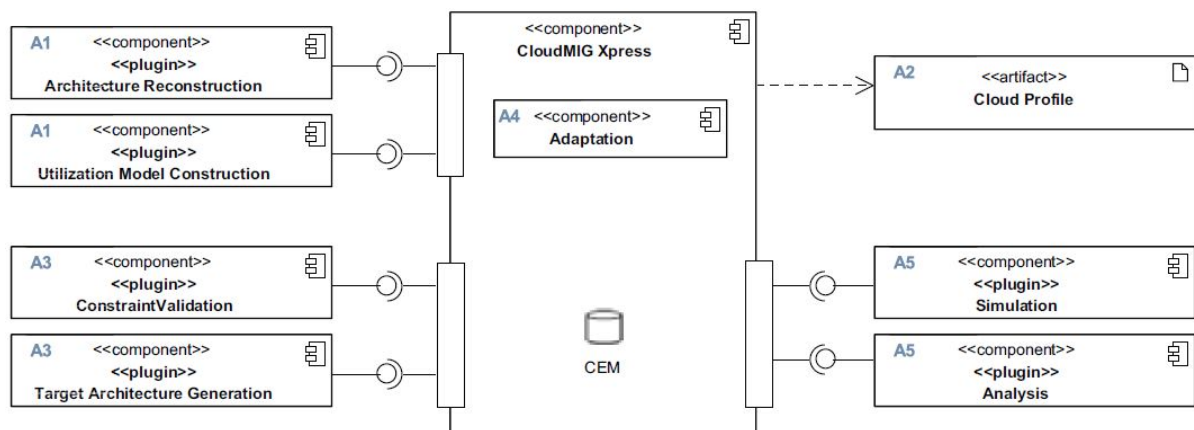 A1 <<component>>
<<plugin>>
Architecture Reconstruction
A1 <<component>>
<<plugin>>
Utilization Model Construction
A3 <<component>>
<<plugin>>
ConstraintValidation
A3 <<component>>
<<plugin>>
Target Architecture Generation
<<component>>
CloudMIG Xpress
A4 <<component>>
Adaptation
CEM
A2 <<artifact>>
Cloud Profile
A5 <<component>>
<<plugin>>
Simulation
A5 <<component>>
<<plugin>>
Analysis